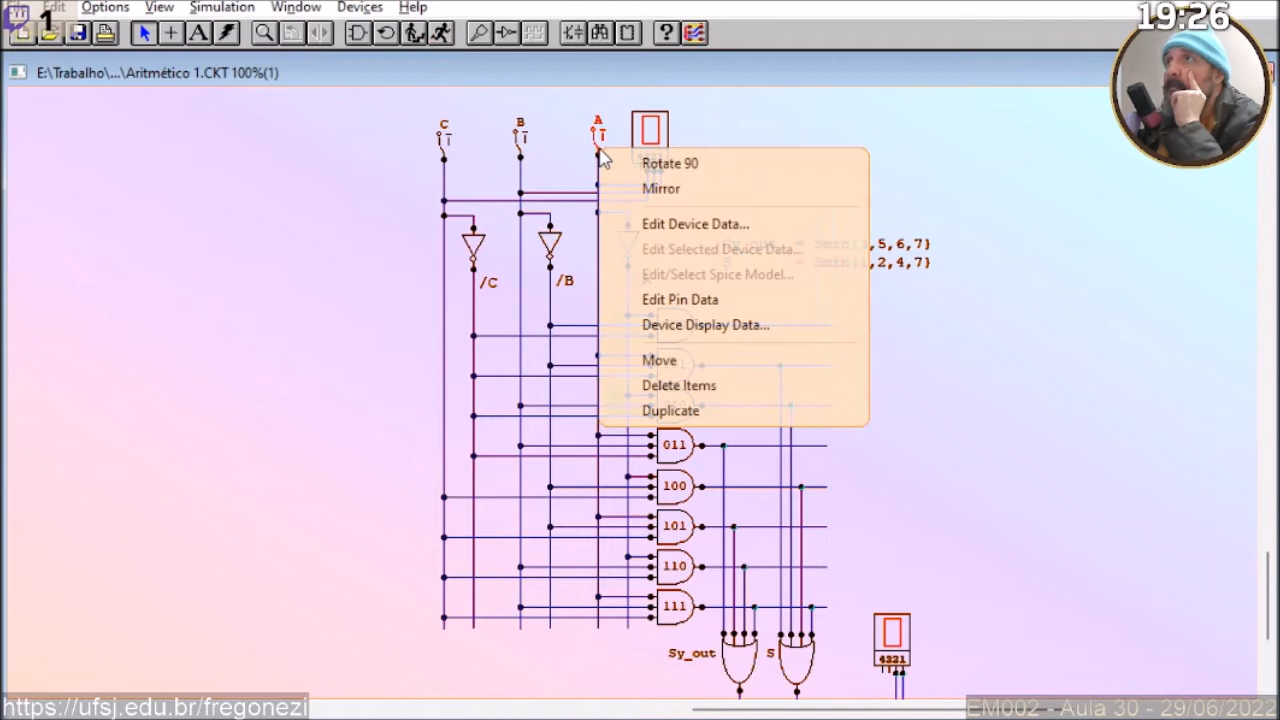 1
Edit Options View Simulation Window Devices Help
19:26
E:\Trabalho\...\Aritmético 1.CKT 100%(1)
C B A
1 1 1
Rotate 90
Mirror
Edit Device Data...
Edit Selected Device Data...
,5,6,7}
,2,4,7}
Edit/Select Spice Model...
/C /B
Edit Pin Data
Device Display Data...
Move
Delete Items
Duplicate
011
100
101
110
111
Sy_out S
4321
https://ufsj.edu.br/fregonezi
EM002 - Aula 30 - 29/06/2022